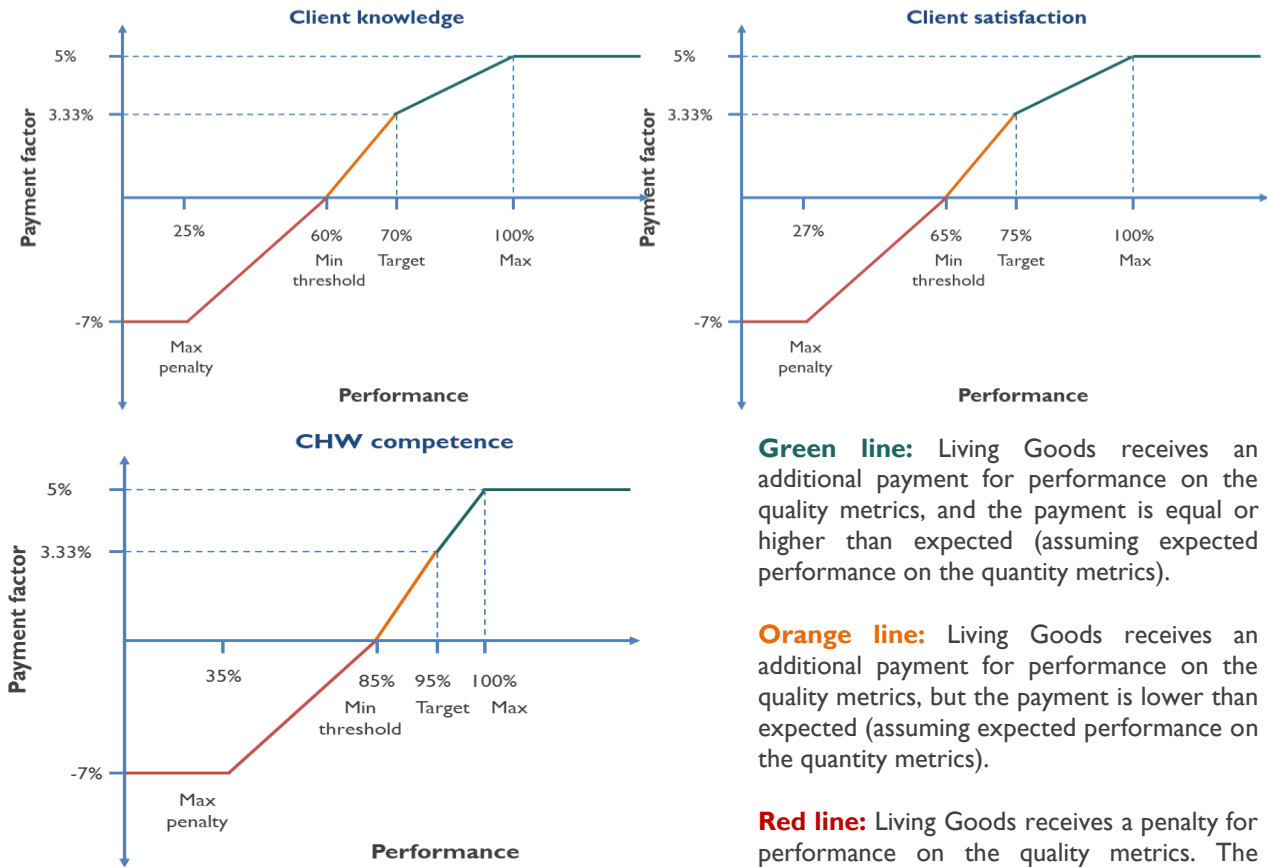 Client knowledge
5%
3.33%
Payment factor
25%
60%
70%
100%
Min
Target
Max
threshold
-7%
Max
penalty
Performance
Client satisfaction
5%
3.33%
Payment factor
27%
65%
75%
100%
Min
Target
Max
threshold
-7%
Max
penalty
Performance
CHW competence
5%
3.33%
Payment factor
35%
85%
95%
100%
Min
Target
Max
threshold
-7%
Max
penalty
Performance
Green line: Living Goods receives an
additional payment for performance on the
quality metrics, and the payment is equal or
higher than expected (assuming expected
performance on the quantity metrics).
Orange line: Living Goods receives an
additional payment for performance on the
quality metrics, but the payment is lower than
expected (assuming expected performance on
the quantity metrics).
Red line: Living Goods receives a penalty for
performance on the quality metrics. The